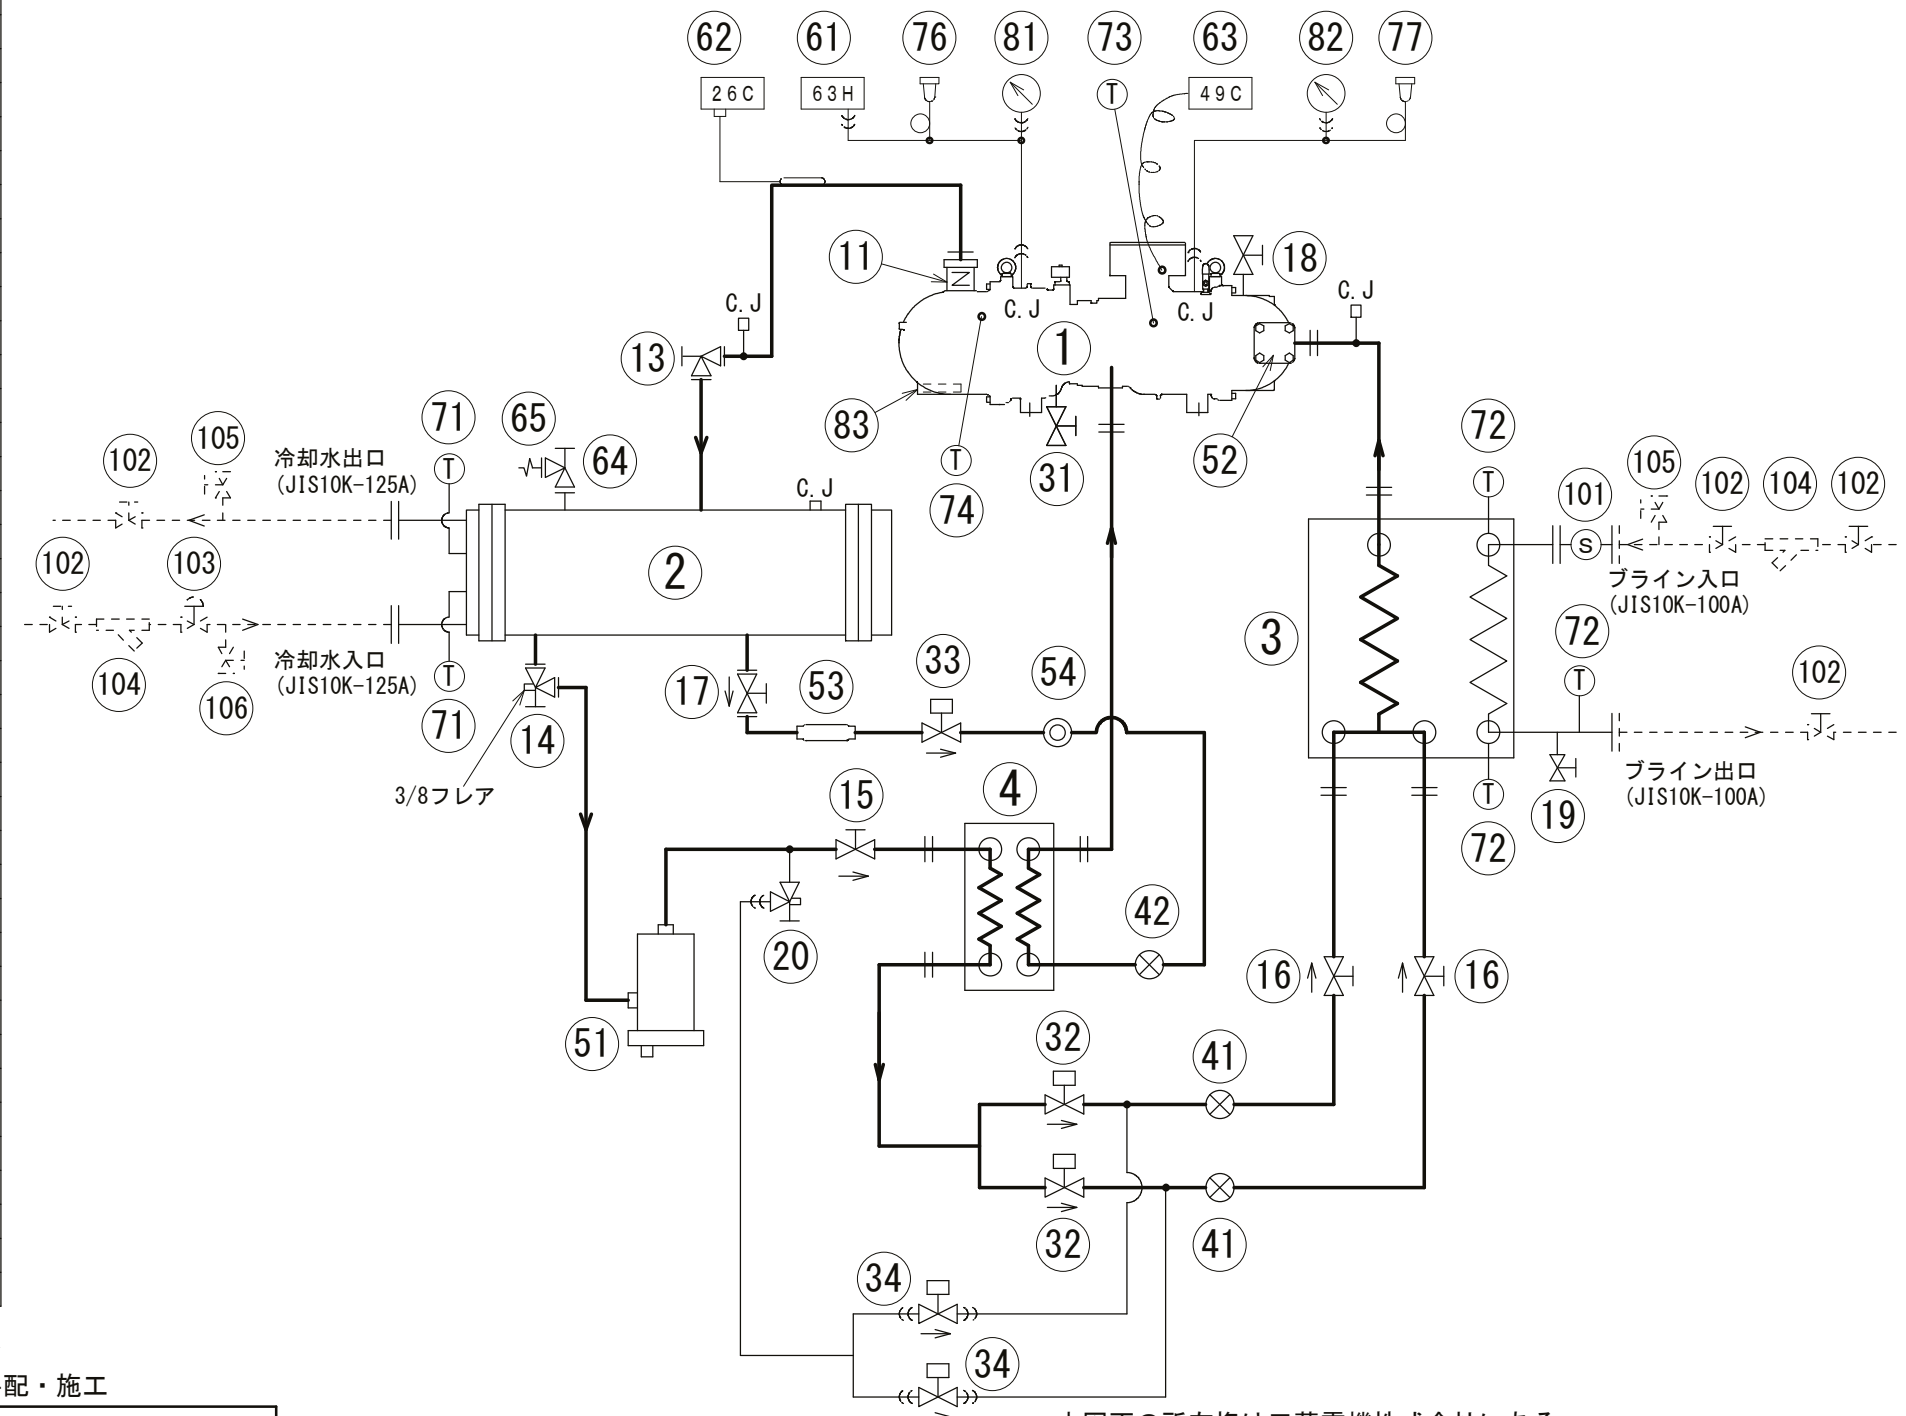 62 61 76 81 73 63 82 77
26C 63H T 49C
11 18
C.J C.J C.J C.J
13 1
83 52
71 65 64 T 31 72
102 105 冷却水出口 74 105 102 104 102
(JIS10K-125A) T C.J T 101
S
102 103 2 ブライン入口
(JIS10K-100A)
冷却水入口 3 72
(JIS10K-125A) 33 54 T 102
104 106 T 17 53
71 14
3/8フレア 15 4 T ブライン出口
(JIS10K-100A)
19
72
42
20 16 16
51 32 41
32 41
34
34
配・施工